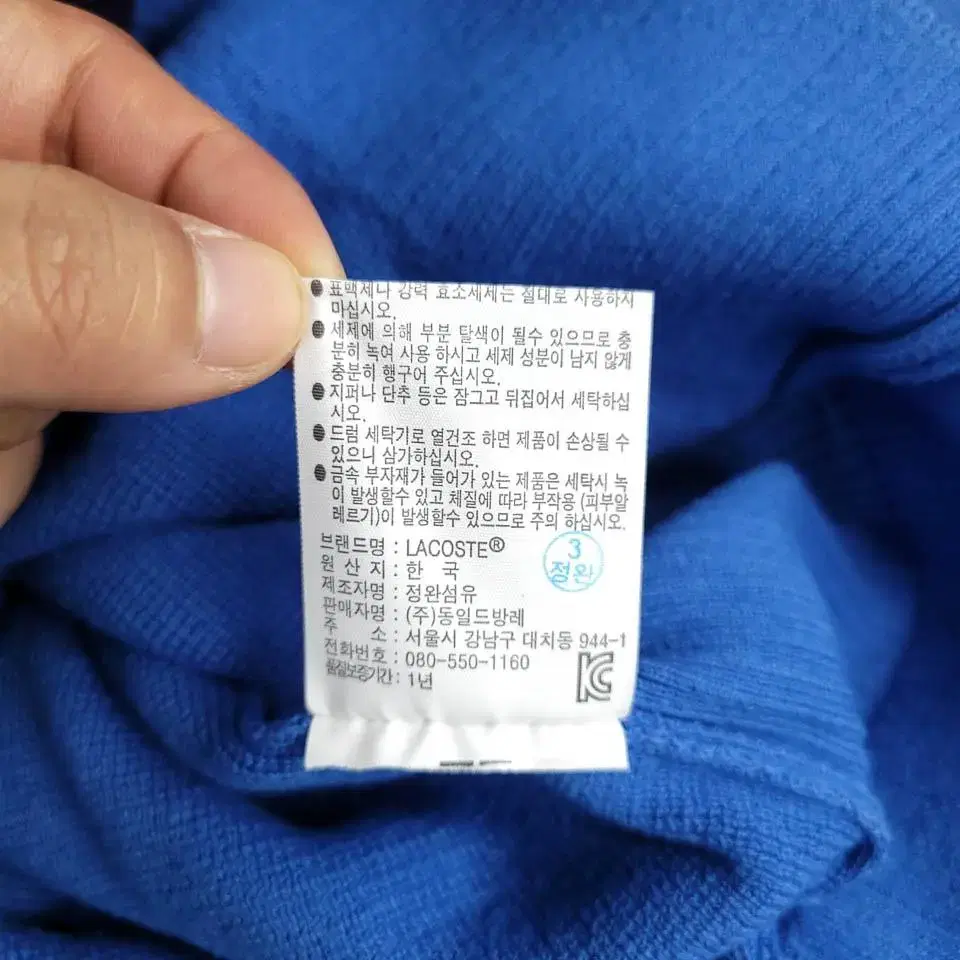 ● 표백제나 강력 효소세제는 절대로 사용하지
마십시오.
● 세제에 의해 부분 탈색이 될수 있으므로 충
분히 녹여 사용 하시고 세제 성분이 남지 않게
충분히 행구어 주십시오.
● 지퍼나 단추 등은 잠그고 뒤집어서 세탁하십
시오.
● 드럼 세탁기로 열건조 하면 제품이 손상될 수
있으니 삼가하십시오.
● 금속 부자재가 들어가 있는 제품은 세탁시 녹
이 발생할수 있고 체질에 따라 부작용 (피부알
레르기)이 발생할수 있으므로 주의 하십시오.
브랜드명 : LACOSTE®
원 산 지 : 한 국
제조자명 : 정완섬유
판매자명 : (주)동일드방레
주 소 : 서울시 강남구 대치동 944-1
전화번호 : 080-550-1160
품질보증기간 : 1년
3
정완
KC